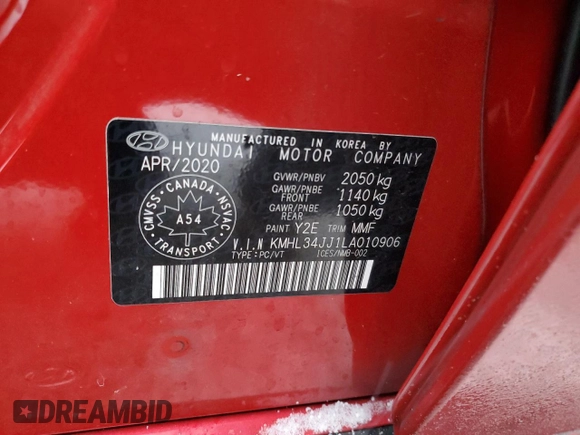 MANUFACTURED IN KOREA BY
HYUNDAI MOTOR COMPANY
APR/2020
GVWR/PNBV 2050 kg
GAWR/PNBE FRONT 1140 kg
GAWR/PNBE REAR 1050 kg
PAINT Y2E TRIM MMF
CMVSS · CANADA · NSVAC
A54
· TRANSPORT ·
V.I.N KMHL34JJ1LA010906
TYPE:PC/VT ICES/NMB-002
DREAMBID